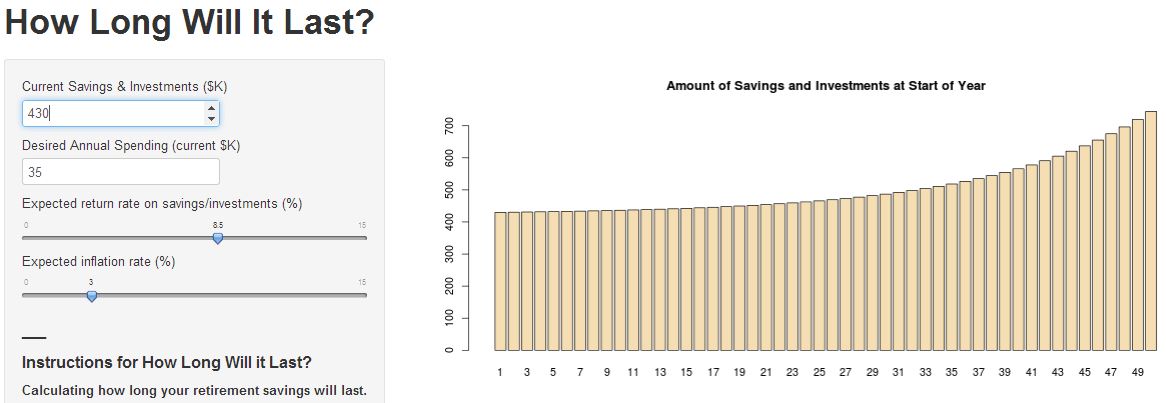 How Long Will It Last?
Current Savings & Investments ($K)
430
Desired Annual Spending (current $K)
35
Expected return rate on savings/investments (%)
0 8.5 15
Expected inflation rate (%)
0 3 15
Instructions for How Long Will it Last?
Calculating how long your retirement savings will last.
Amount of Savings and Investments at Start of Year
700
600
500
400
300
200
100
0
1 3 5 7 9 11 13 15 17 19 21 23 25 27 29 31 33 35 37 39 41 43 45 47 49